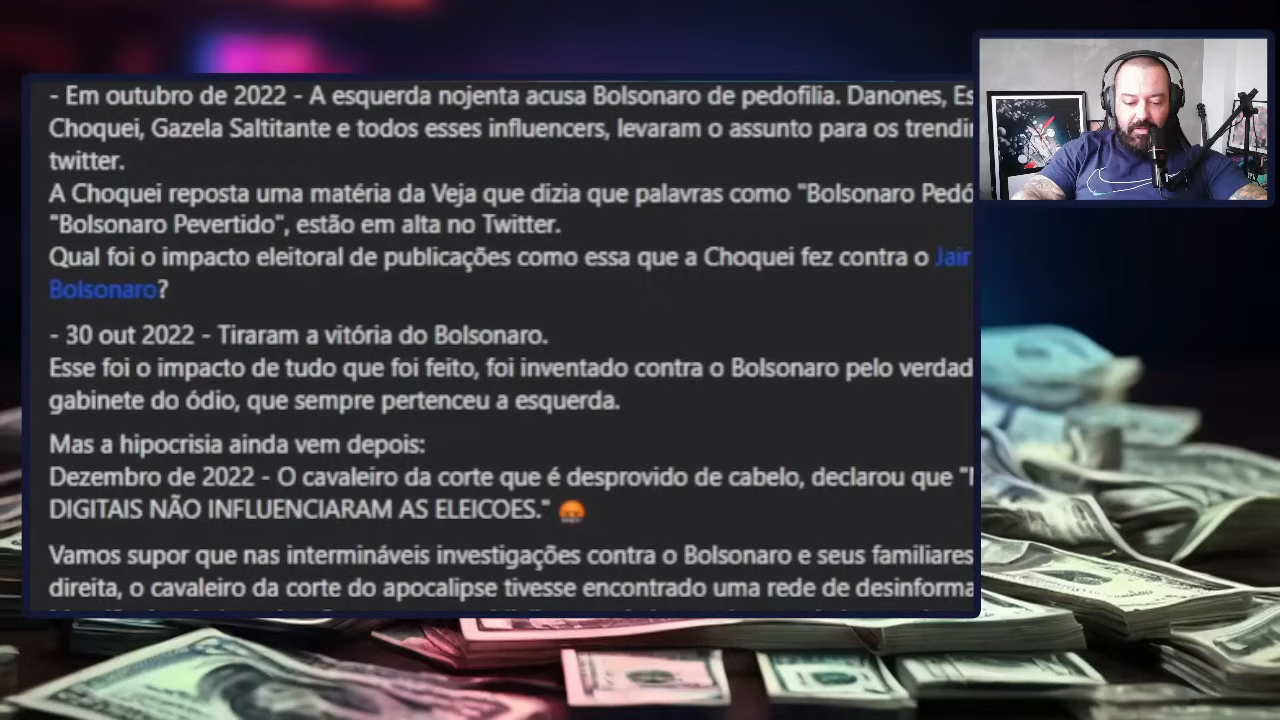 - Em outubro de 2022 - A esquerda nojenta acusa Bolsonaro de pedofilia. Danones,
Choquei, Gazela Saltitante e todos esses influencers, levaram o assunto para os
twitter.
A Choquei reposta uma matéria da Veja que dizia que palavras como "Bolsonaro
"Bolsonaro Pevertido", estão em alta no Twitter.
Qual foi o impacto eleitoral de publicações como essa que a Choquei fez contra o Jair
Bolsonaro?
- 30 out 2022 - Tiraram a vitória do Bolsonaro.
Esse foi o impacto de tudo que foi feito, foi inventado contra o Bolsonaro pelo
gabinete do ódio, que sempre pertenceu a esquerda.
Mas a hipocrisia ainda vem depois:
Dezembro de 2022 - O cavaleiro da corte que é desprovido de cabelo, declarou que
DIGITAIS NÃO INFLUENCIARAM AS ELEICOES." 🤬
Vamos supor que nas intermináveis investigações contra o Bolsonaro e seus familiares
direita, o cavaleiro da corte do apocalipse tivesse encontrado uma rede de